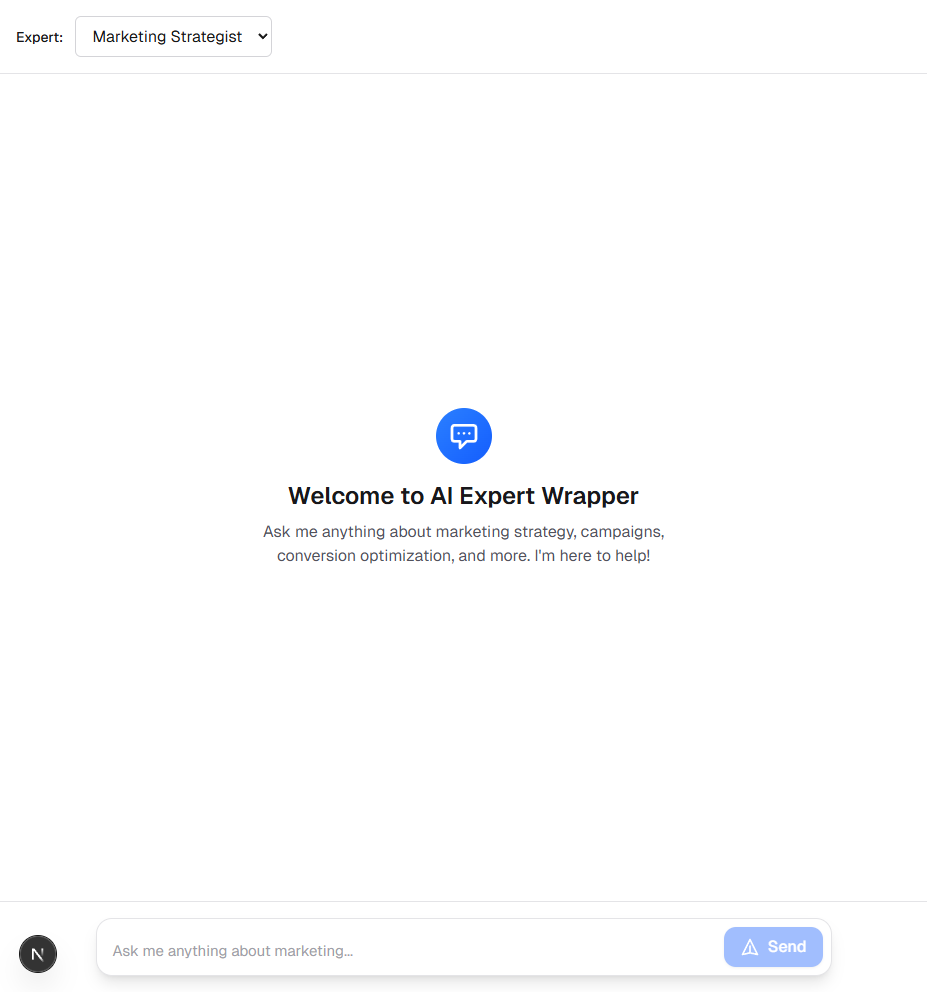 Expert:
Marketing Strategist
Welcome to AI Expert Wrapper
Ask me anything about marketing strategy, campaigns,
conversion optimization, and more. I'm here to help!
N
Ask me anything about marketing...
Send